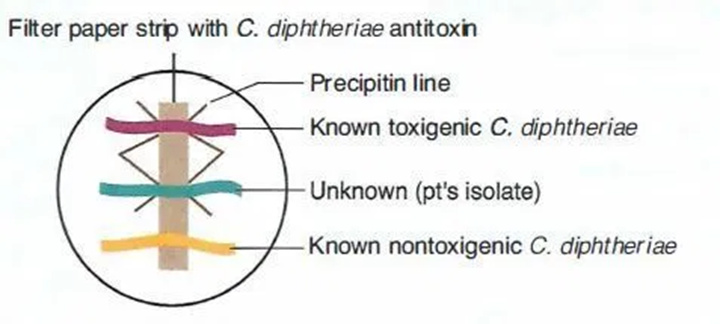 Filter paper strip with C. diphtheriae antitoxin
Precipitin line
Known toxigenic C. diphtheriae
Unknown (pt's isolate)
Known nontoxigenic C. diphtheriae